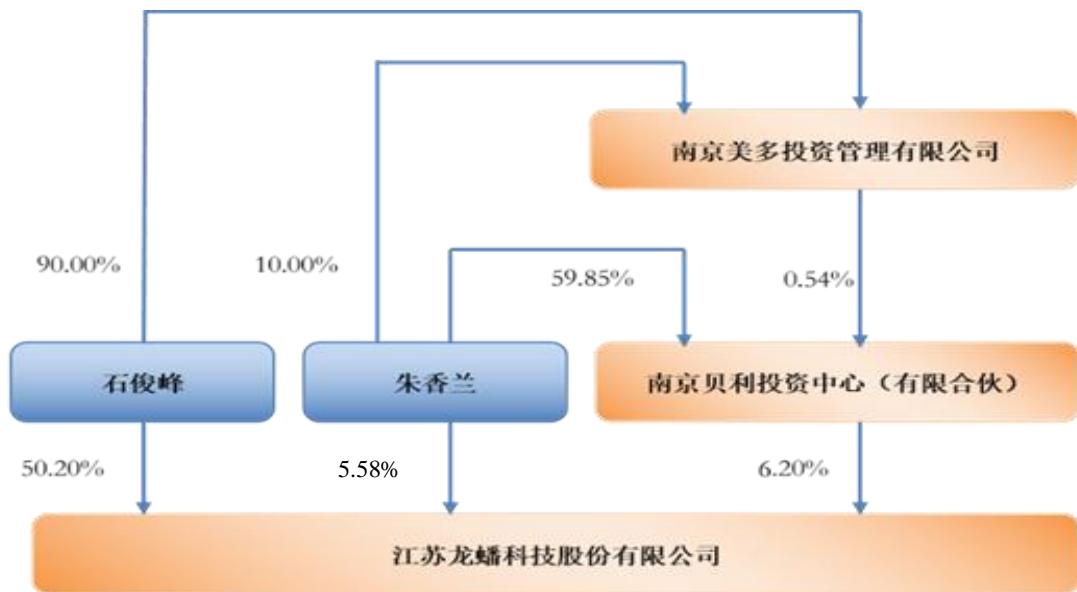 南京美多投资管理有限公司
90.00%
10.00%
59.85%
0.54%
石俊峰
朱香兰
南京贝利投资中心（有限合伙）
50.20%
5.58%
6.20%
江苏龙蟠科技股份有限公司